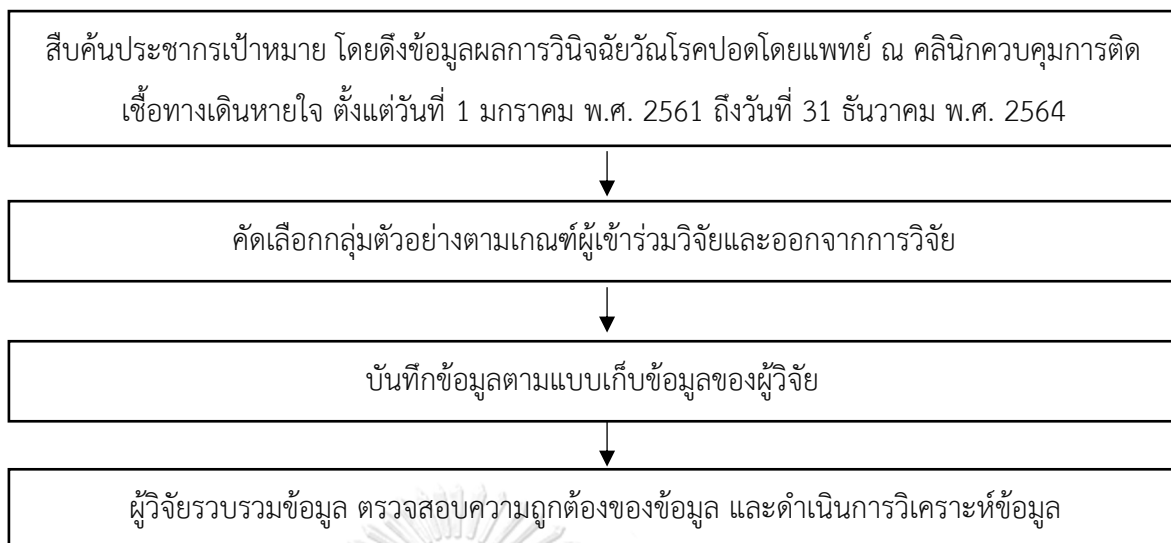 สืบค้นประชากรเป้าหมาย โดยดึงข้อมูลผลการวินิจฉัยวัณโรคปอดโดยแพทย์ ณ คลินิกควบคุมการติด
เชื้อทางเดินหายใจ ตั้งแต่วันที่ 1 มกราคม พ.ศ. 2561 ถึงวันที่ 31 ธันวาคม พ.ศ. 2564
คัดเลือกกลุ่มตัวอย่างตามเกณฑ์ผู้เข้าร่วมวิจัยและออกจากการวิจัย
บันทึกข้อมูลตามแบบเก็บข้อมูลของผู้วิจัย
ผู้วิจัยรวบรวมข้อมูล ตรวจสอบความถูกต้องของข้อมูล และดำเนินการวิเคราะห์ข้อมูล